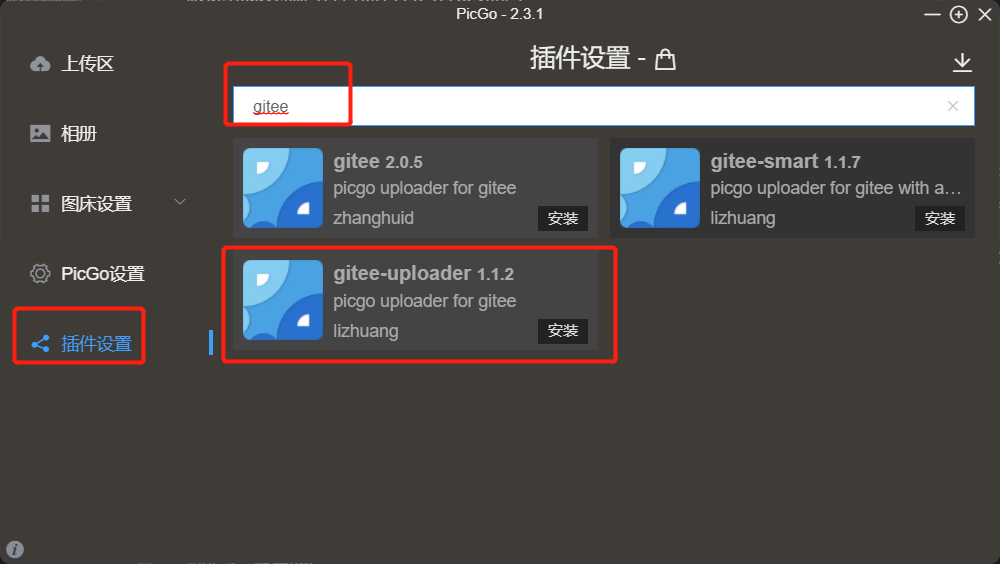 PicGo - 2.3.1
上传区
相册
图床设置
PicGo设置
插件设置
插件设置 -
gitee
gitee 2.0.5
picgo uploader for gitee
zhanghuid
安装
gitee-smart 1.1.7
picgo uploader for gitee with a…
lizhuang
安装
gitee-uploader 1.1.2
picgo uploader for gitee
lizhuang
安装